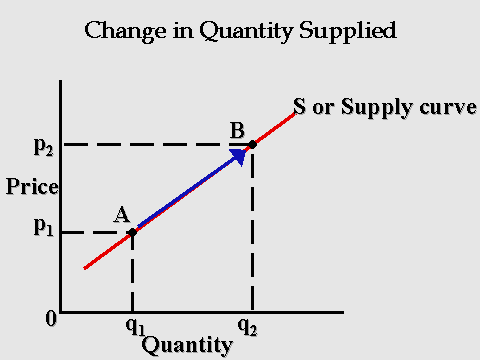 Change in Quantity Supplied
S or Supply curve
B
p₂
Price
A
p₁
0
q₁
q₂
Quantity